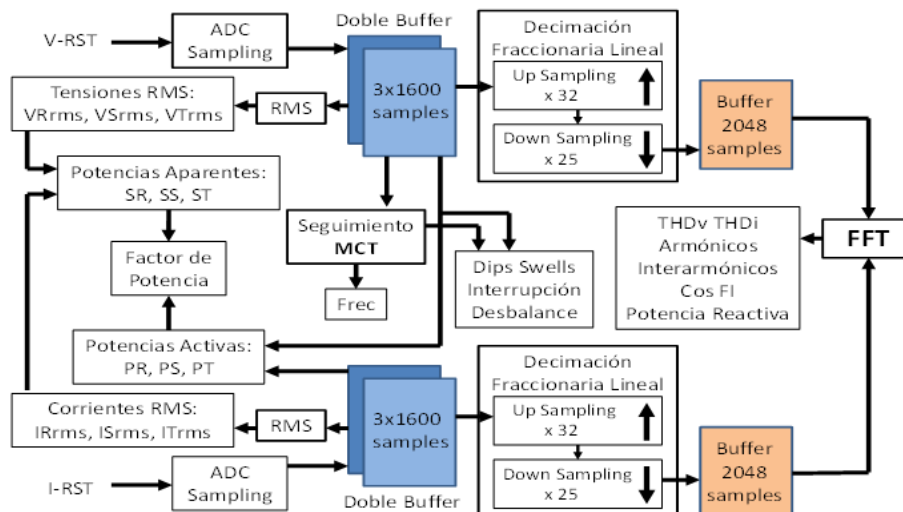 V-RST
ADC
Sampling
Doble Buffer
3x1600
samples
Decimación
Fraccionaria Lineal
Up Sampling
x 32
Down Sampling
x 25
Buffer
2048
samples
Tensiones RMS:
VRrms, VSrms, VTrms
RMS
Potencias Aparentes:
SR, SS, ST
Factor de
Potencia
Seguimiento
MCT
Frec
Dips Swells
Interrupción
Desbalance
THDv THDi
Armónicos
Interarmónicos
Cos FI
Potencia Reactiva
FFT
Potencias Activas:
PR, PS, PT
Corrientes RMS:
IRrms, ISrms, ITrms
RMS
3x1600
samples
Decimación
Fraccionaria Lineal
Up Sampling
x 32
Down Sampling
x 25
Buffer
2048
samples
I-RST
ADC
Sampling
Doble Buffer